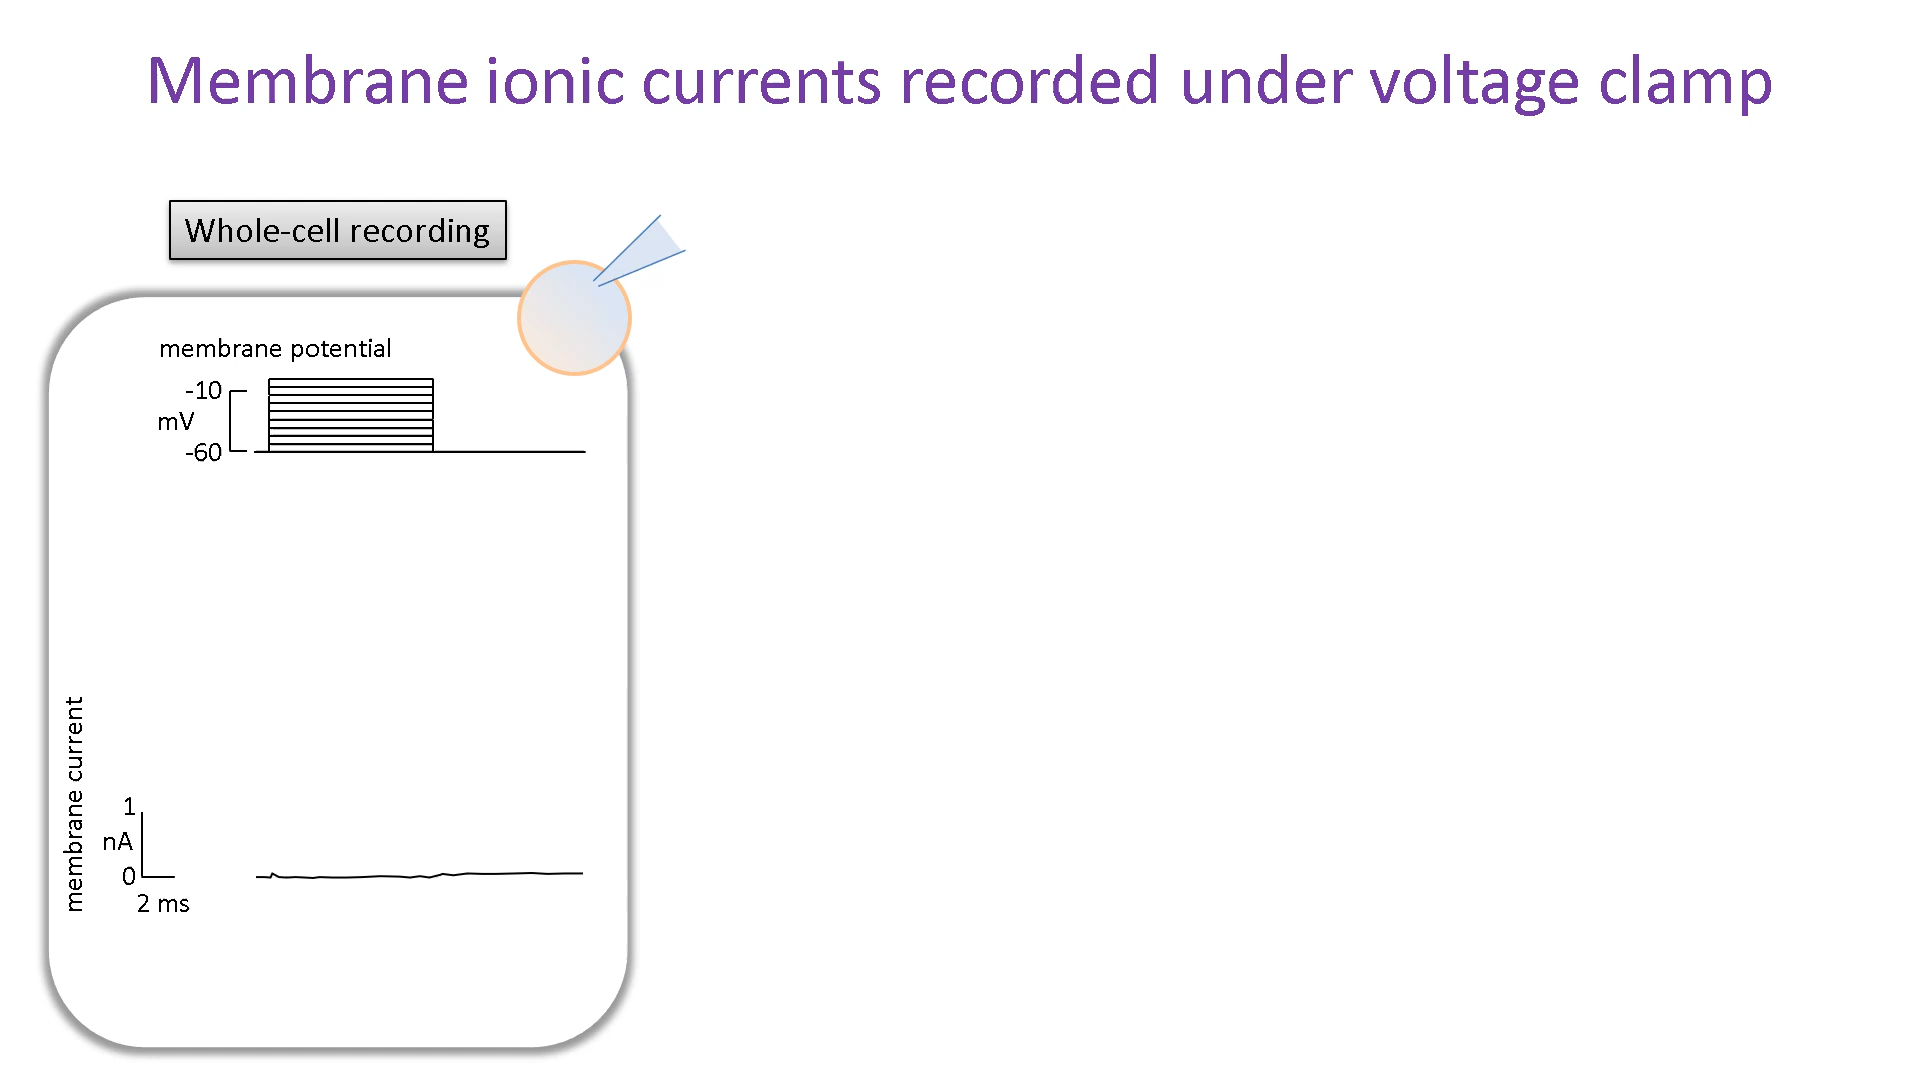 Membrane ionic currents recorded under voltage clamp
Whole-cell recording
membrane potential
-10
mV
-60
membrane current
1
nA
0
2 ms